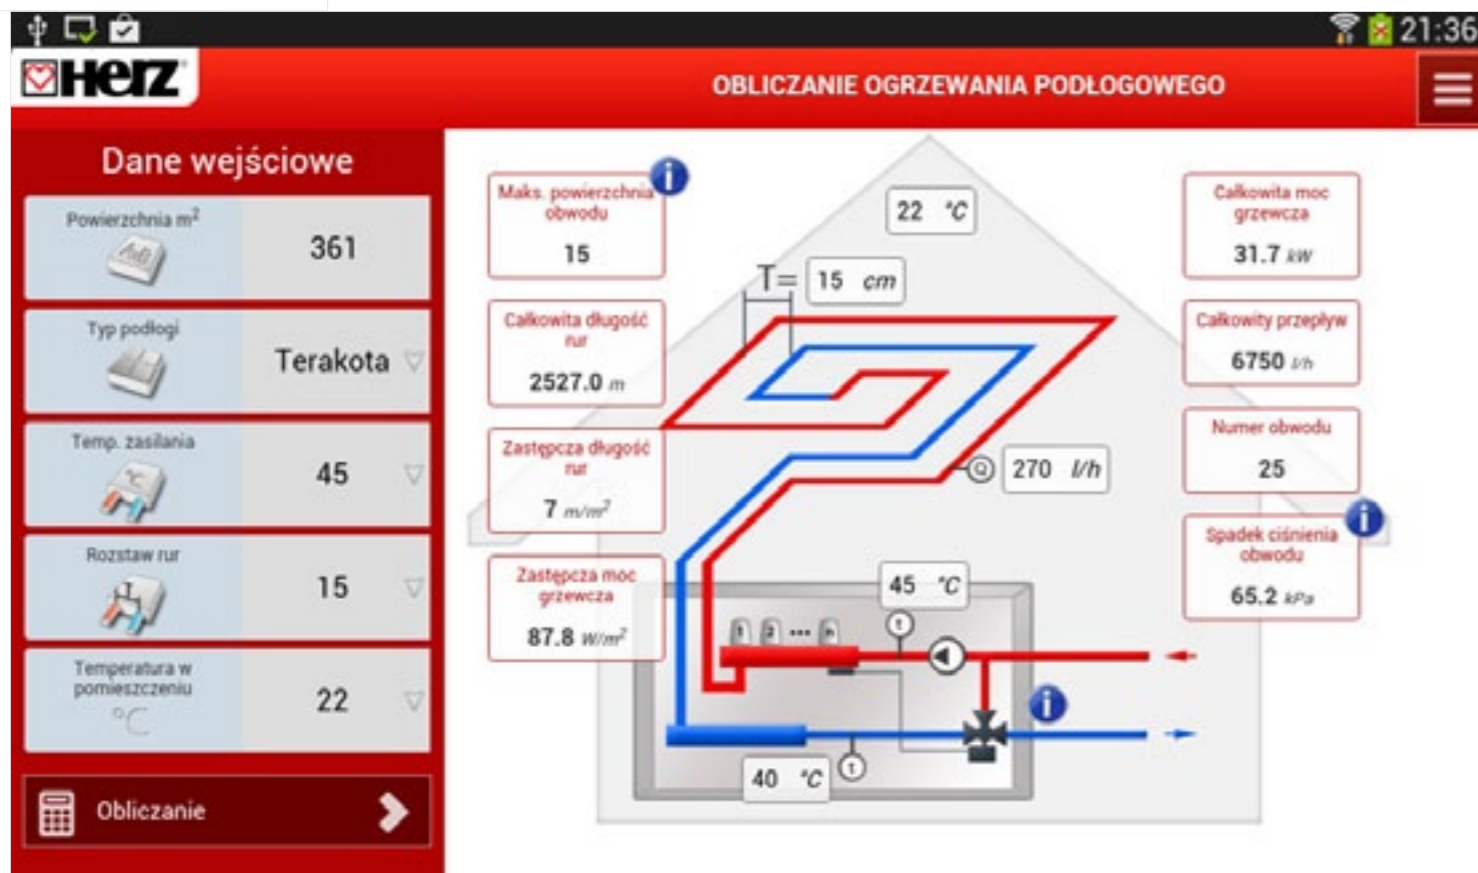 21:36
HERZ
OBLICZANIE OGRZEWANIA PODŁOGOWEGO
Dane wejściowe
Powierzchnia m²
361
Typ podłogi
Terakota
Temp. zasilania
°C
45
Rozstaw rur
T
15
Temperatura w
pomieszczeniu
°C
22
Obliczanie
Maks. powierzchnia
obwodu
15
i
Całkowita długość
rur
2527.0 m
Zastępcza długość
rur
7 m/m²
Zastępcza moc
grzewcza
87.8 W/m²
22 °C
T= 15 cm
Q 270 l/h
45 °C
t
1 2 ... n
i
40 °C
t
Całkowita moc
grzewcza
31.7 kW
Całkowity przepływ
6750 l/h
Numer obwodu
25
i
Spadek ciśnienia
obwodu
65.2 kPa